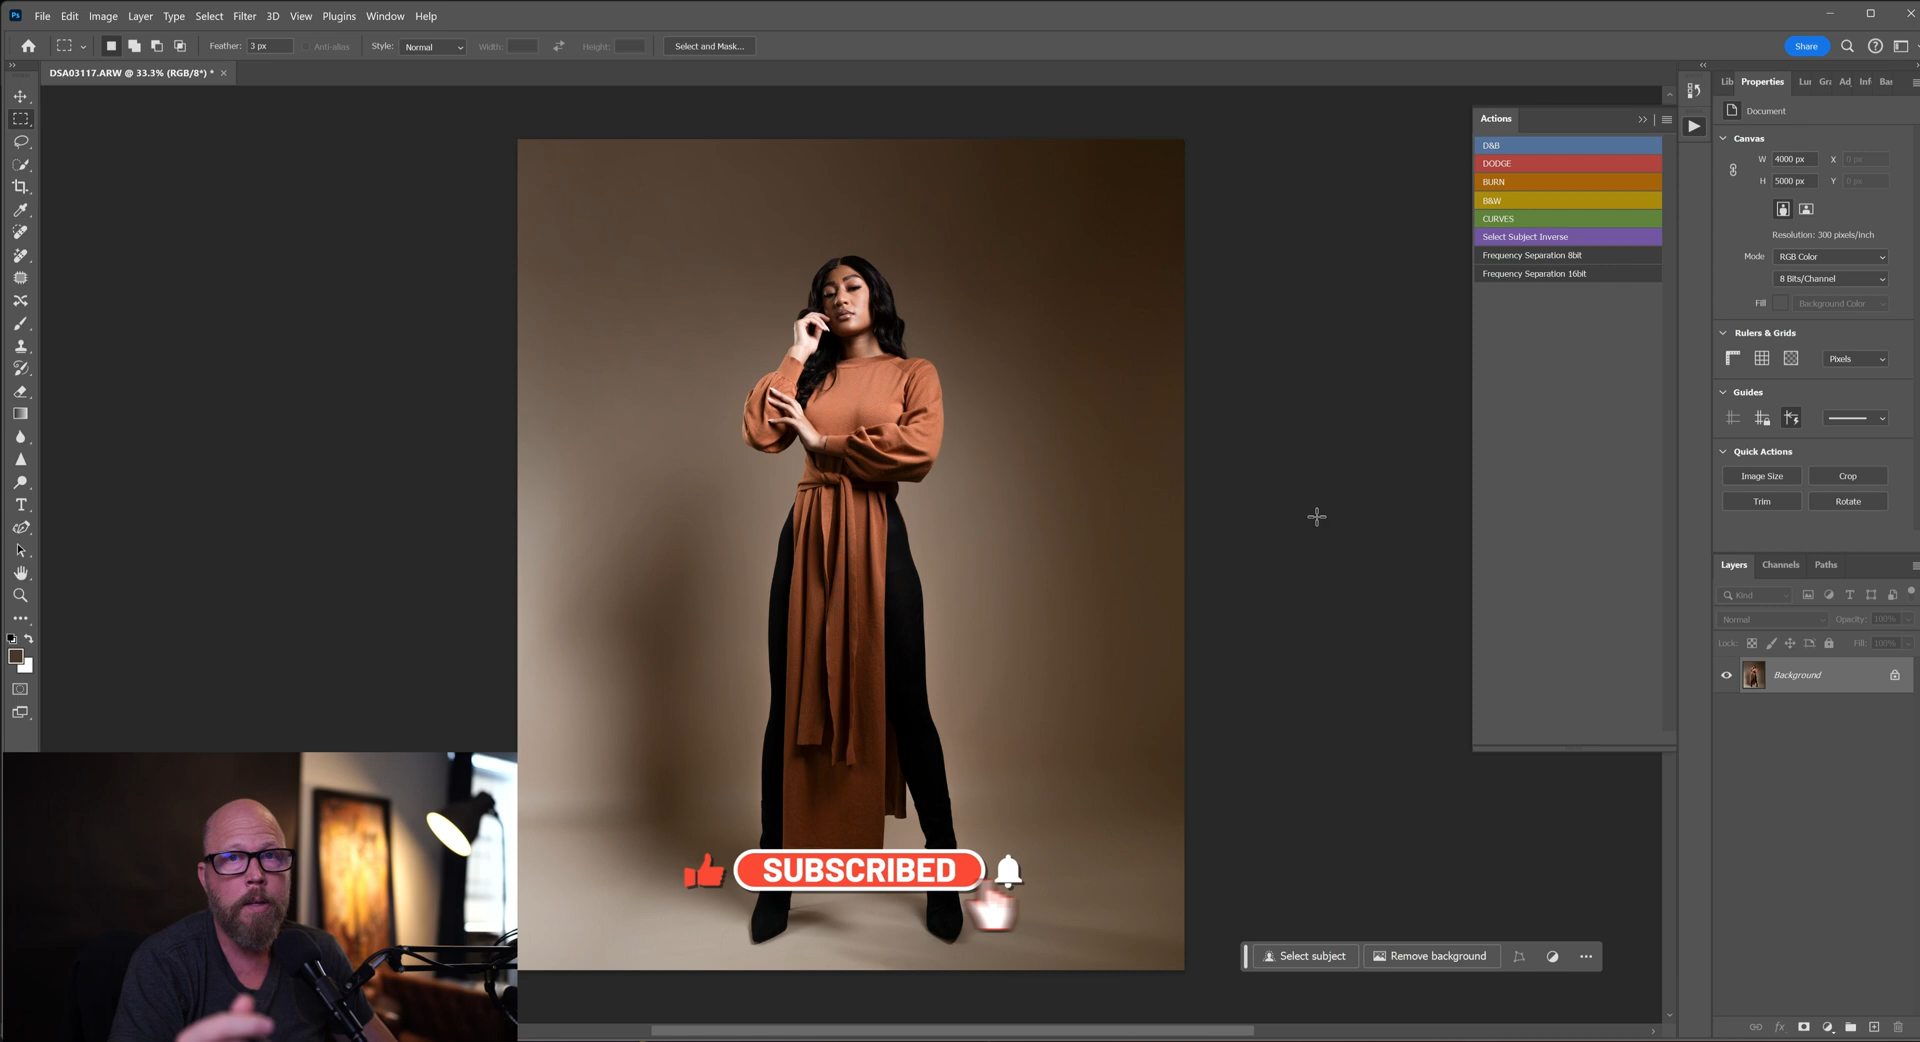 Ps File Edit Image Layer Type Select Filter 3D View Plugins Window Help
Feather: 3 px Anti-alias Style: Normal Width: Height: Select and Mask... Share
DSA03117.ARW @ 33.3% (RGB/8*) * ×
Actions
D&B
DODGE
BURN
B&W
CURVES
Select Subject Inverse
Frequency Separation 8bit
Frequency Separation 16bit
Lib Properties Lu Gr Ad Inf Ba
Document
Canvas
W 4000 px X 0 px
H 5000 px Y 0 px
Resolution: 300 pixels/inch
Mode RGB Color
8 Bits/Channel
Fill Background Color
Rulers & Grids
Pixels
Guides
Quick Actions
Image Size Crop
Trim Rotate
Layers Channels Paths
Kind
Normal Opacity: 100%
Lock: Fill: 100%
Background
SUBSCRIBED
Select subject Remove background
fx